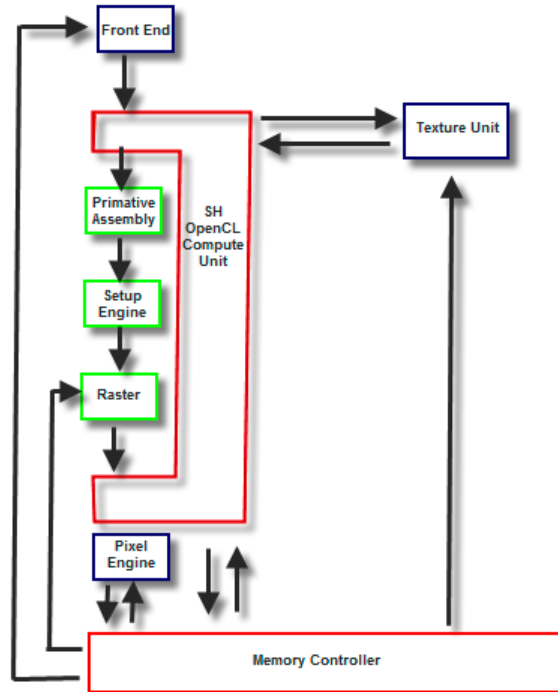 Front End
Texture Unit
Primative
Assembly
SH
OpenCL
Compute
Unit
Setup
Engine
Raster
Pixel
Engine
Memory Controller